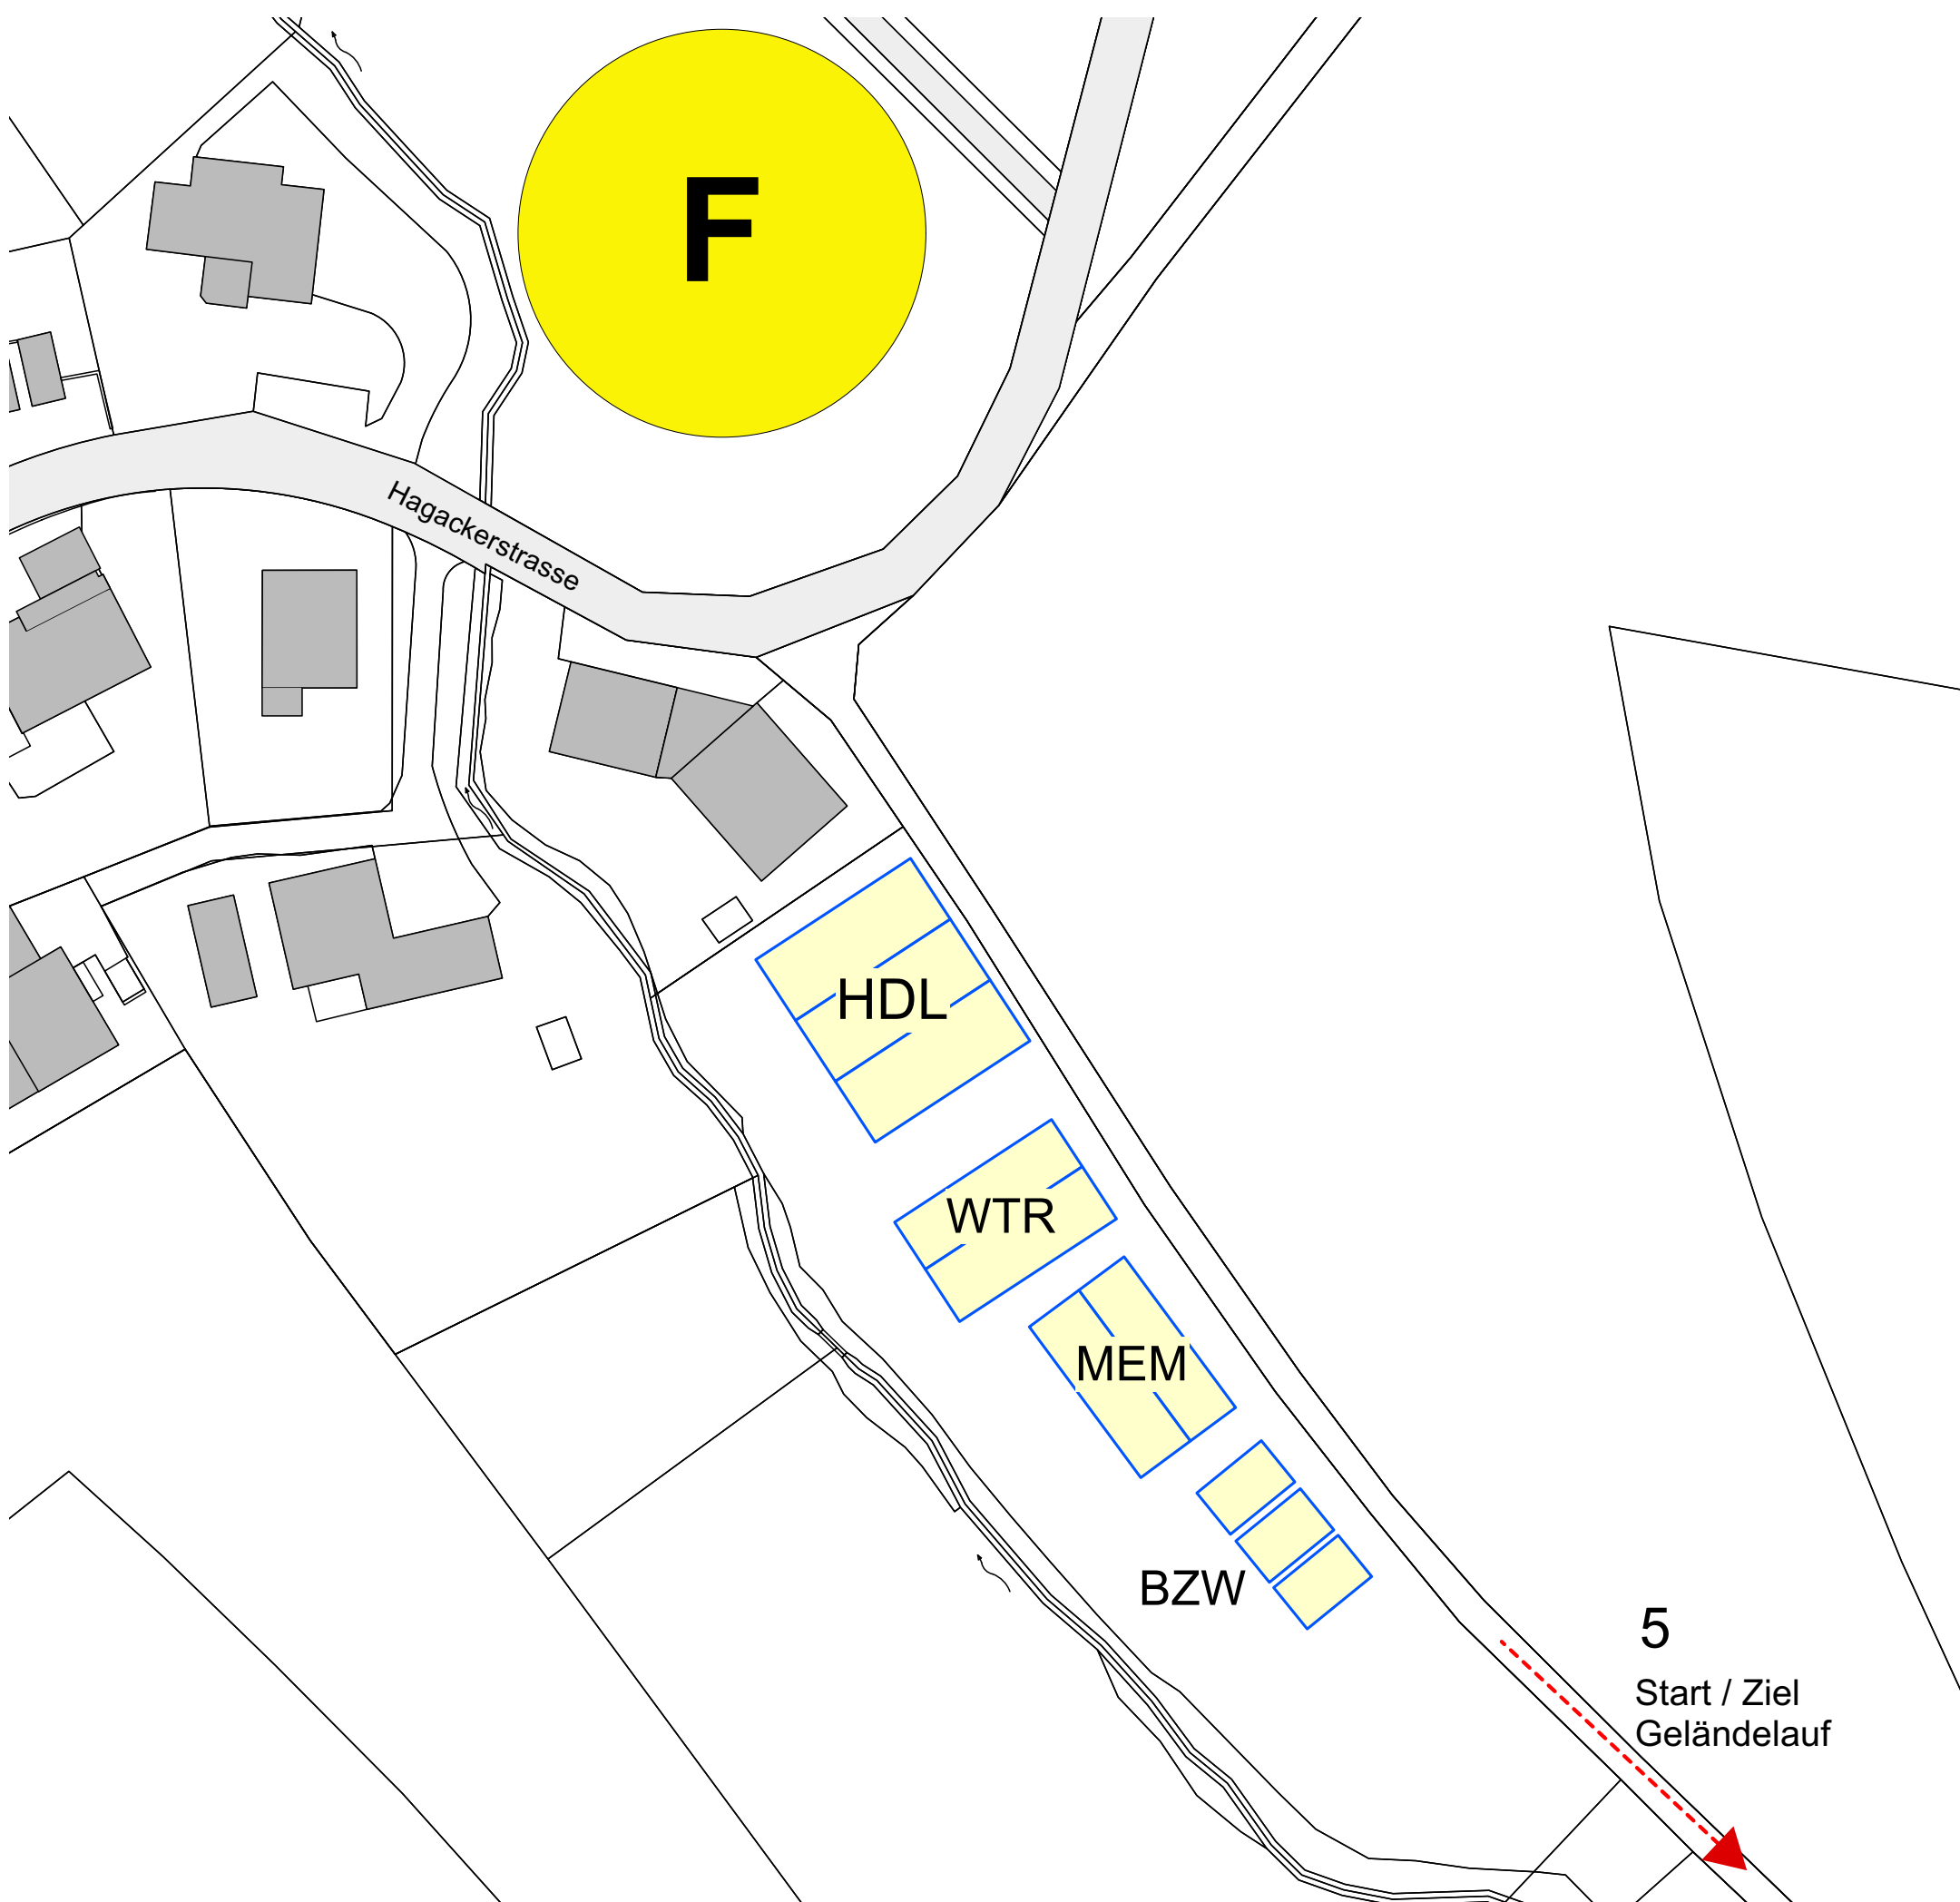 F
Hagackerstrasse
HDL
WTR
MEM
BZW
5
Start / Ziel
Geländelauf